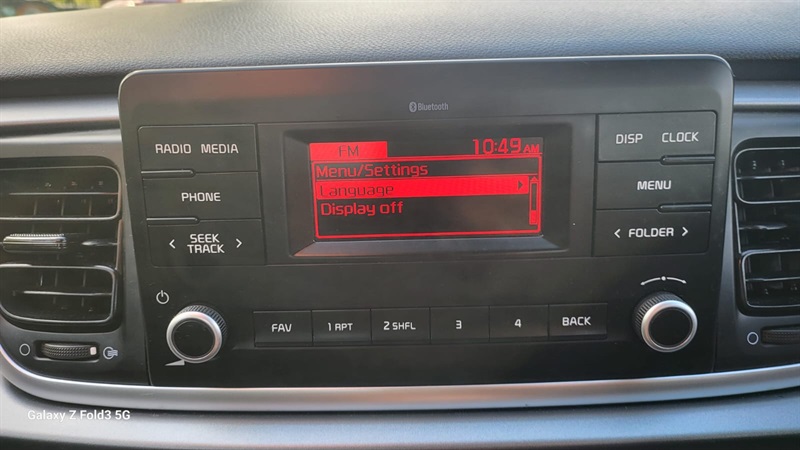 Bluetooth
RADIO MEDIA
PHONE
< SEEK >
TRACK
FM 10:49 AM
Menu/Settings
Language
Display off
DISP CLOCK
MENU
< FOLDER >
FAV 1 RPT 2 SHFL 3 4 BACK
Galaxy Z Fold3 5G